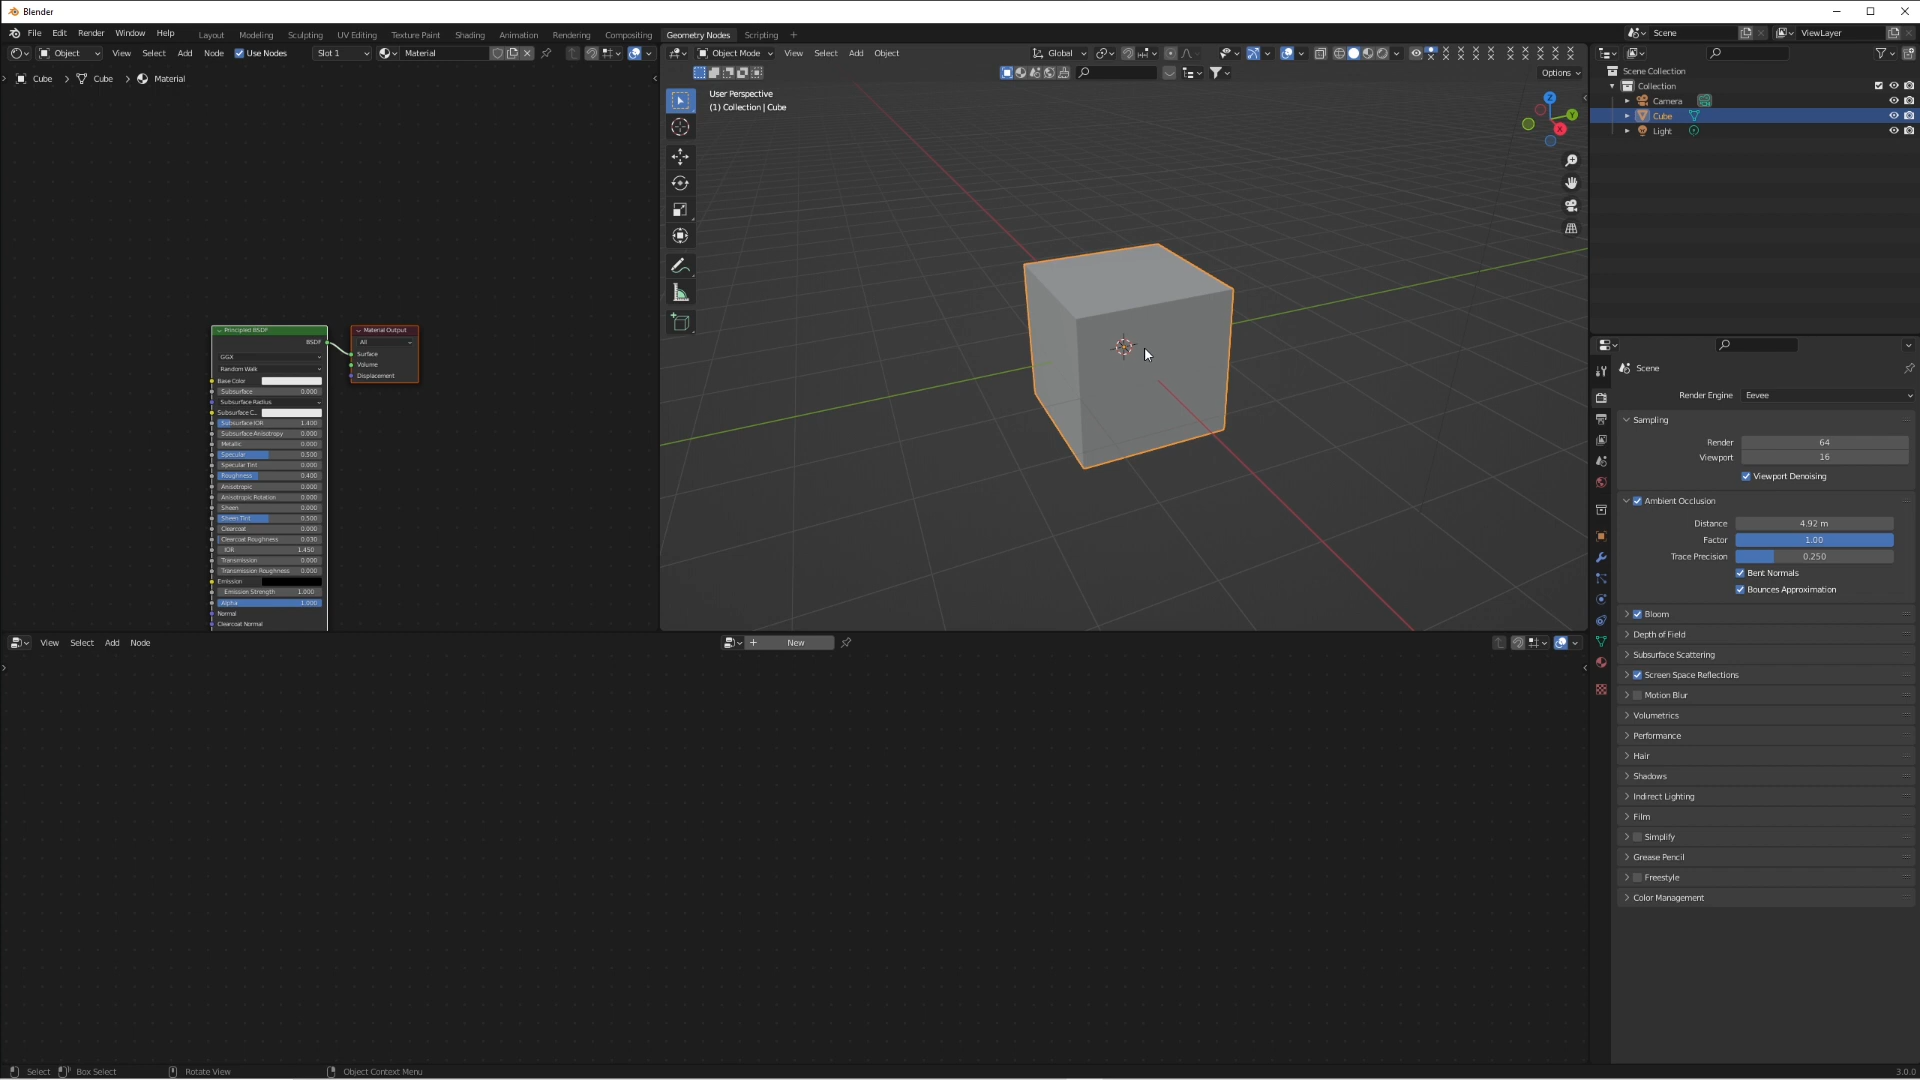 Blender
File Edit Render Window Help Layout Modeling Sculpting UV Editing Texture Paint Shading Animation Rendering Compositing Geometry Nodes Scripting + Scene ViewLayer
Object View Select Add Node Use Nodes Slot 1 Material
Object Mode View Select Add Object Global
Options
Cube > Cube > Material
User Perspective
(1) Collection | Cube
Z
Y
X
Scene Collection
Collection
Camera
Cube
Light
Principled BSDF
BSDF
GGX
Random Walk
Base Color
Subsurface 0.000
Subsurface Radius
Subsurface C..
Subsurface IOR 1.400
Subsurface Anisotropy 0.000
Metallic 0.000
Specular 0.500
Specular Tint 0.000
Roughness 0.400
Anisotropic 0.000
Anisotropic Rotation 0.000
Sheen 0.000
Sheen Tint 0.500
Clearcoat 0.000
Clearcoat Roughness 0.030
IOR 1.450
Transmission 0.000
Transmission Roughness 0.000
Emission
Emission Strength 1.000
Alpha 1.000
Normal
Clearcoat Normal
Material Output
All
Surface
Volume
Displacement
Scene
Render Engine Eevee
Sampling
Render 64
Viewport 16
Viewport Denoising
Ambient Occlusion
Distance 4.92 m
Factor 1.00
Trace Precision 0.250
Bent Normals
Bounces Approximation
Bloom
Depth of Field
Subsurface Scattering
Screen Space Reflections
Motion Blur
Volumetrics
Performance
Hair
Shadows
Indirect Lighting
Film
Simplify
Grease Pencil
Freestyle
Color Management
View Select Add Node + New
Select Box Select Rotate View Object Context Menu 3.0.0